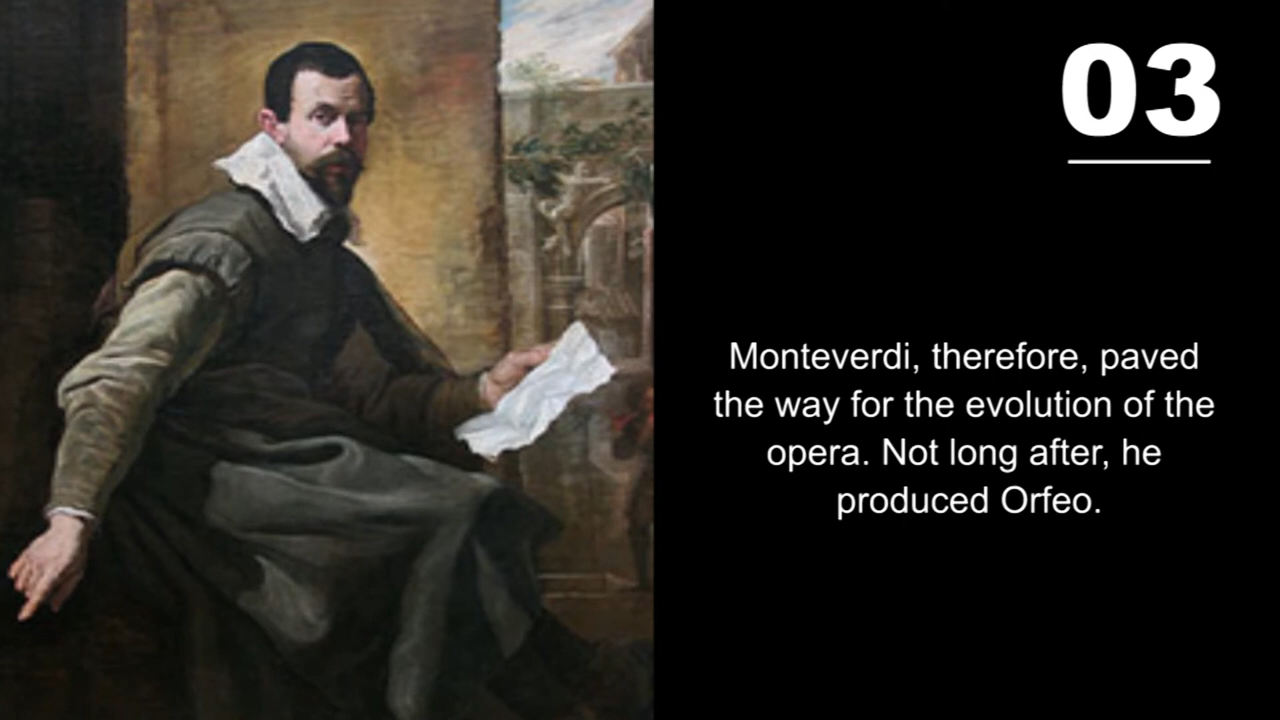 03
Monteverdi, therefore, paved
the way for the evolution of the
opera. Not long after, he
produced Orfeo.